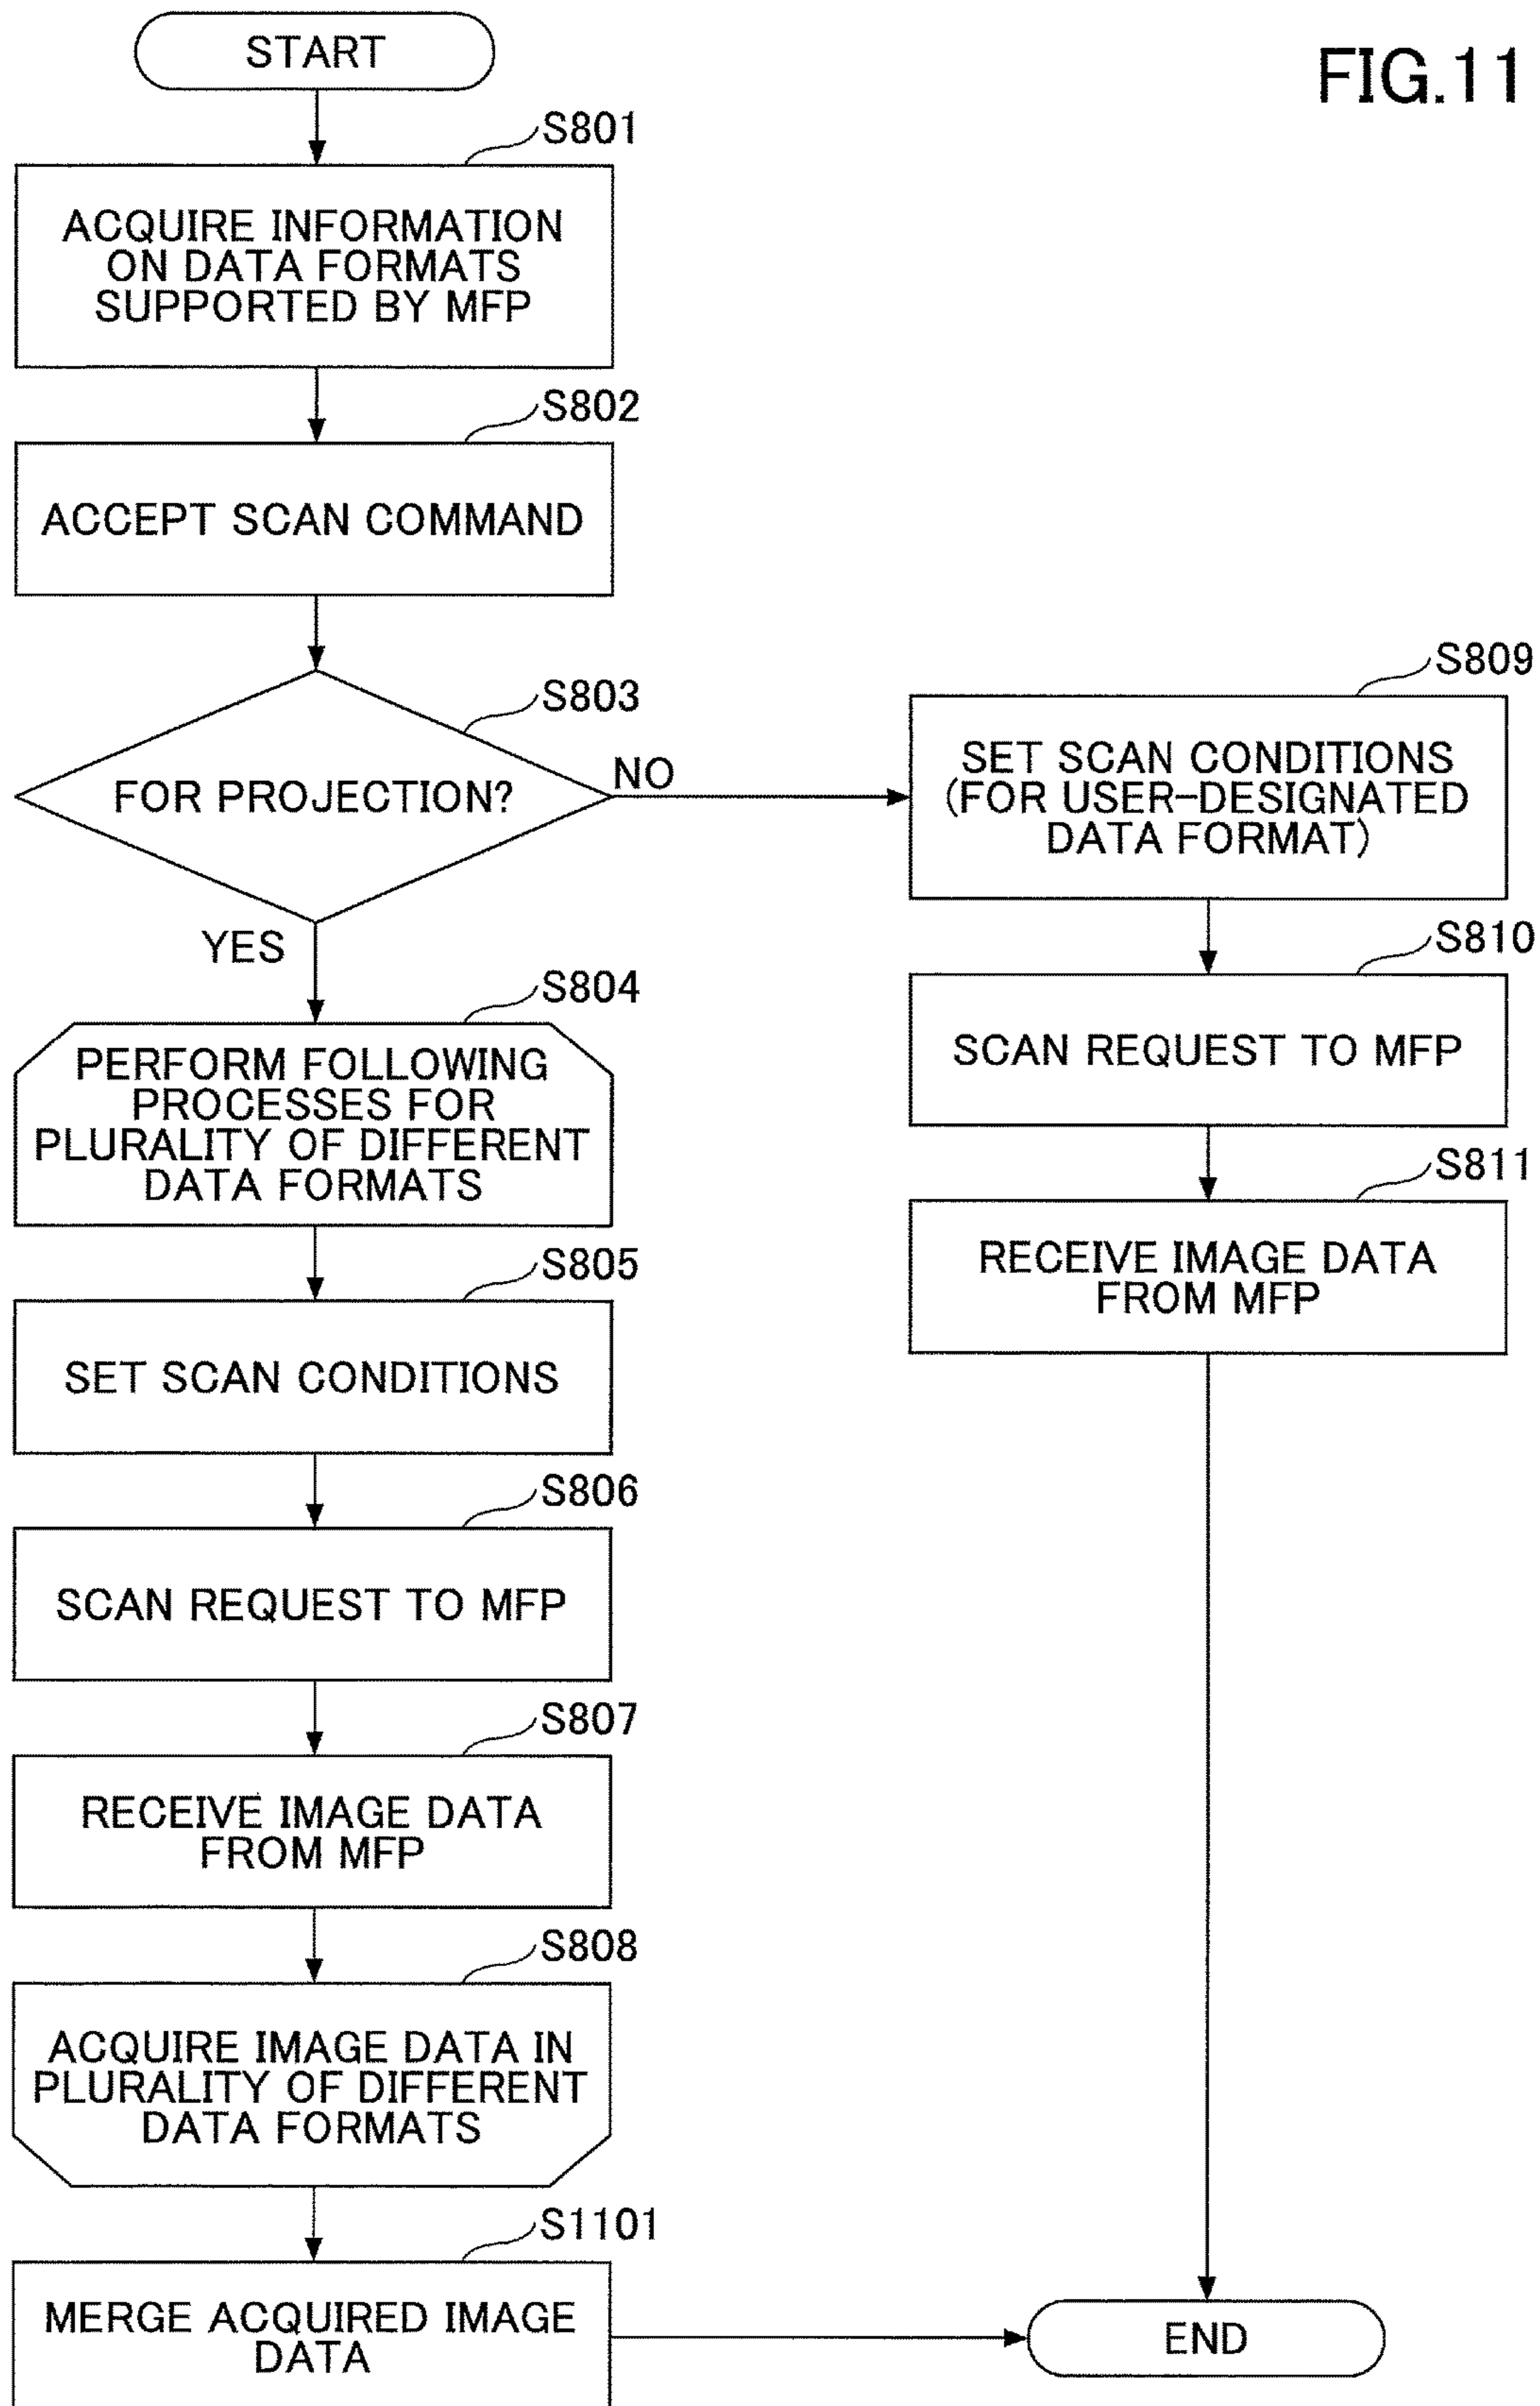 FIG.11
START
S801
ACQUIRE INFORMATION
ON DATA FORMATS
SUPPORTED BY MFP
S802
ACCEPT SCAN COMMAND
S803
FOR PROJECTION?
NO
YES
S804
PERFORM FOLLOWING
PROCESSES FOR
PLURALITY OF DIFFERENT
DATA FORMATS
S805
SET SCAN CONDITIONS
S806
SCAN REQUEST TO MFP
S807
RECEIVE IMAGE DATA
FROM MFP
S808
ACQUIRE IMAGE DATA IN
PLURALITY OF DIFFERENT
DATA FORMATS
S1101
MERGE ACQUIRED IMAGE
DATA
S809
SET SCAN CONDITIONS
(FOR USER-DESIGNATED
DATA FORMAT)
S810
SCAN REQUEST TO MFP
S811
RECEIVE IMAGE DATA
FROM MFP
END